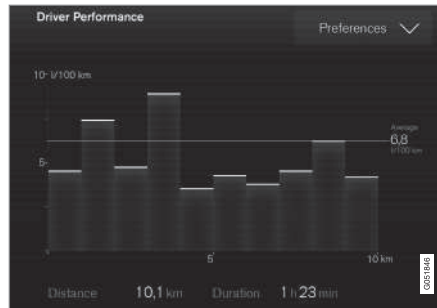 Driver Performance
Preferences
10- l/100 km
Average
6,8
l/100 km
5-
5
10 km
Distance 10,1 km Duration 1 h 23 min
G051846